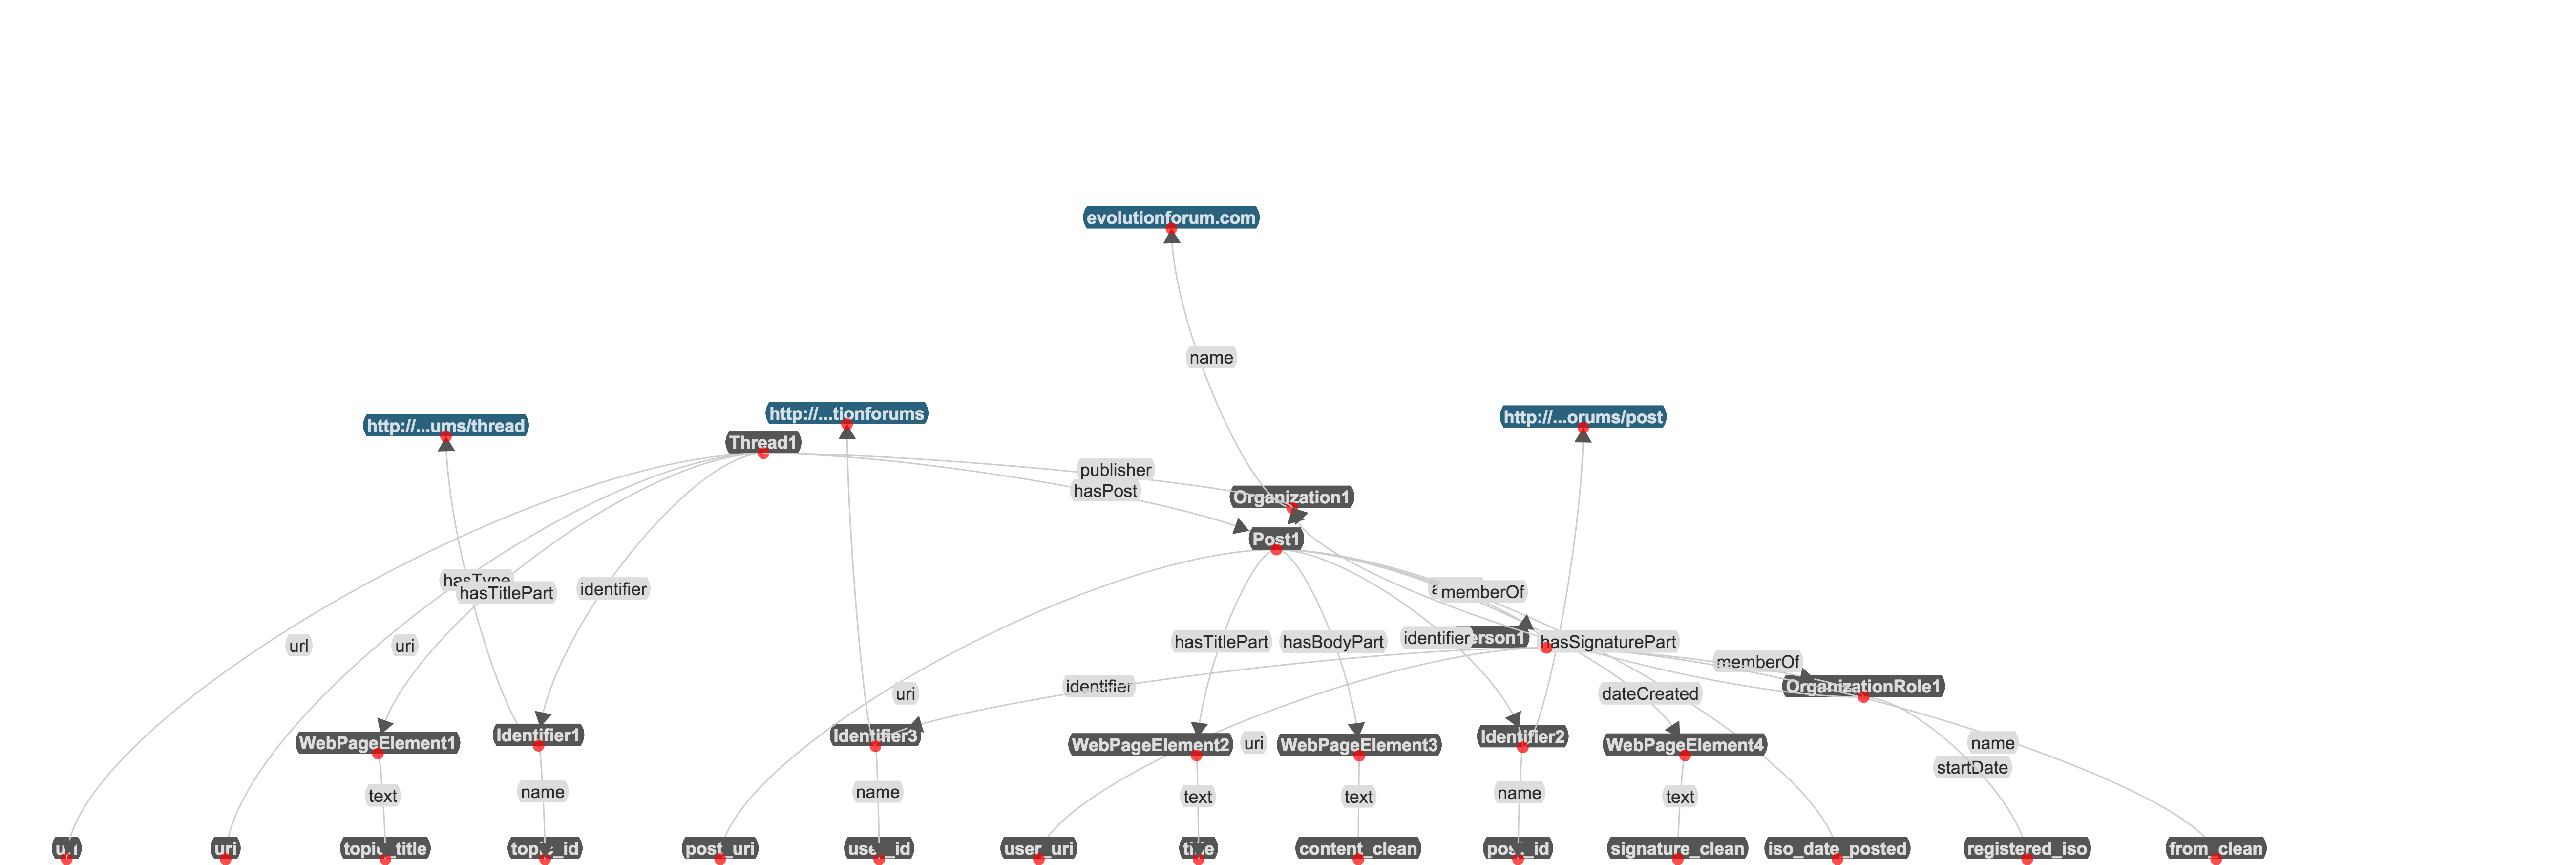 evolutionforum.com
name
http://...ums/thread
http://...tionforums
http://...orums/post
Thread1
publisher
hasPost
Organization1
Post1
hasType
hasTitlePart
identifier
memberOf
url
uri
hasTitlePart
hasBodyPart
identifier
erson1
hasSignaturePart
memberOf
identifier
uri
dateCreated
OrganizationRole1
WebPageElement1
Identifier1
Identifier3
WebPageElement2
uri
WebPageElement3
Identifier2
WebPageElement4
name
startDate
text
name
name
text
text
name
text
uri
topic_title
topic_id
post_uri
user_id
user_uri
title
content_clean
post_id
signature_clean
iso_date_posted
registered_iso
from_clean